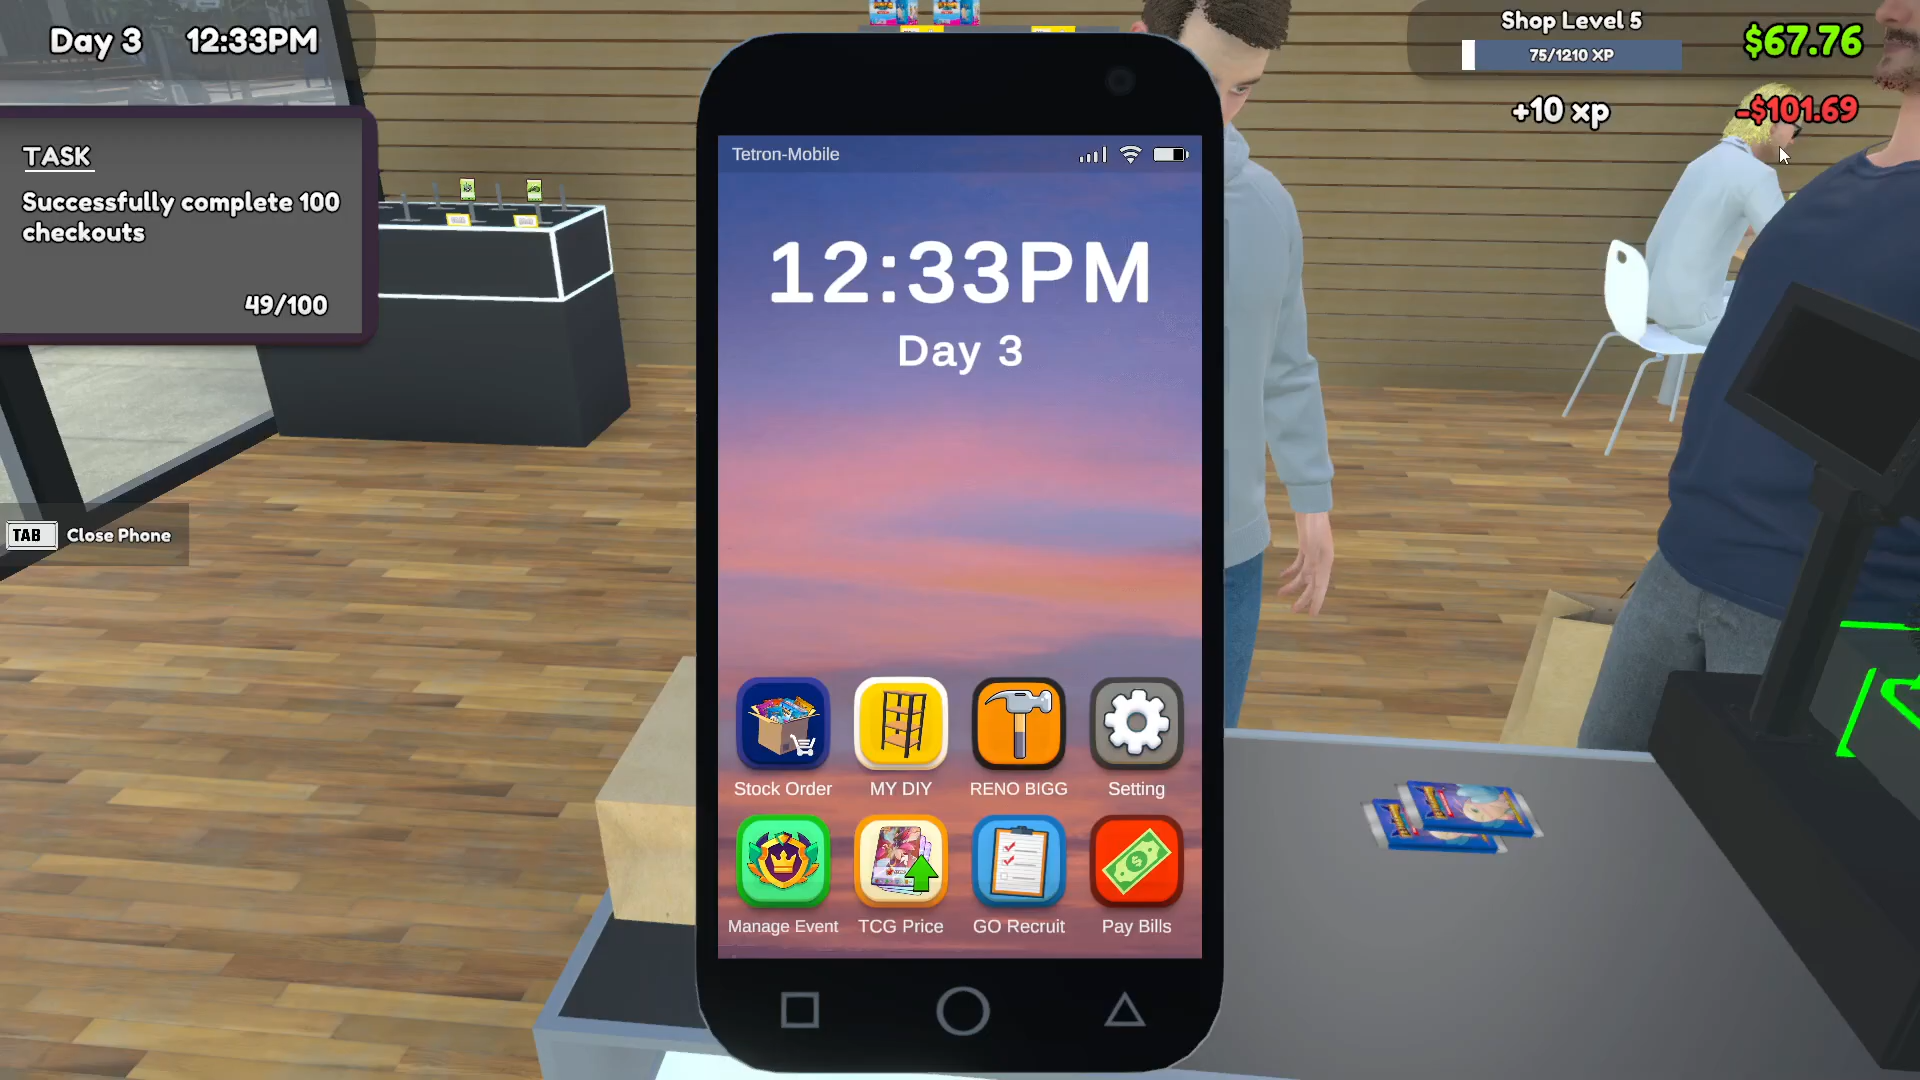 Day 3 12:33PM
Shop Level 5
75/1210 XP
$67.76
+10 xp
-$101.69
TASK
Successfully complete 100
checkouts
49/100
TAB Close Phone
Tetron-Mobile
12:33PM
Day 3
Stock Order MY DIY RENO BIGG Setting
Manage Event TCG Price GO Recruit Pay Bills